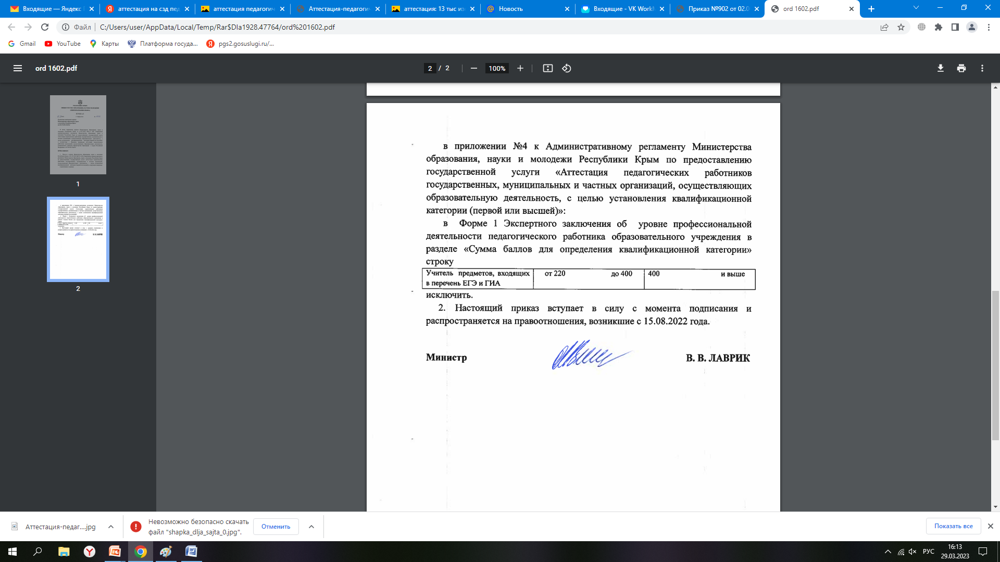 Входящие — Яндекс
аттестация на сзд пед
аттестация педагогич
Аттестация-педагоги
аттестация: 13 тыс из
Новость
Входящие - VK Work
Приказ №902 от 02.0
ord 1602.pdf
Файл
C:/Users/user/AppData/Local/Temp/Rar$DIa1928.47764/ord%201602.pdf
Gmail
YouTube
Карты
Платформа госуда...
pgs2.gosuslugi.ru/...
ord 1602.pdf
2 / 2
100%
1
2
в приложении №4 к Административному регламенту Министерства
образования, науки и молодежи Республики Крым по предоставлению
государственной услуги «Аттестация педагогических работников
государственных, муниципальных и частных организаций, осуществляющих
образовательную деятельность, с целью установления квалификационной
категории (первой или высшей)»:
в Форме 1 Экспертного заключения об уровне профессиональной
деятельности педагогического работника образовательного учреждения в
разделе «Сумма баллов для определения квалификационной категории»
строку
Учитель предметов, входящих
в перечень ЕГЭ и ГИА
от 220 до 400
400 и выше
исключить.
2. Настоящий приказ вступает в силу с момента подписания и
распространяется на правоотношения, возникшие с 15.08.2022 года.
Министр
В. В. ЛАВРИК
Аттестация-педаг....jpg
Невозможно безопасно скачать
файл "shapka_dlja_sajta_0.jpg".
Отменить
Показать все
РУС
16:13
29.03.2023